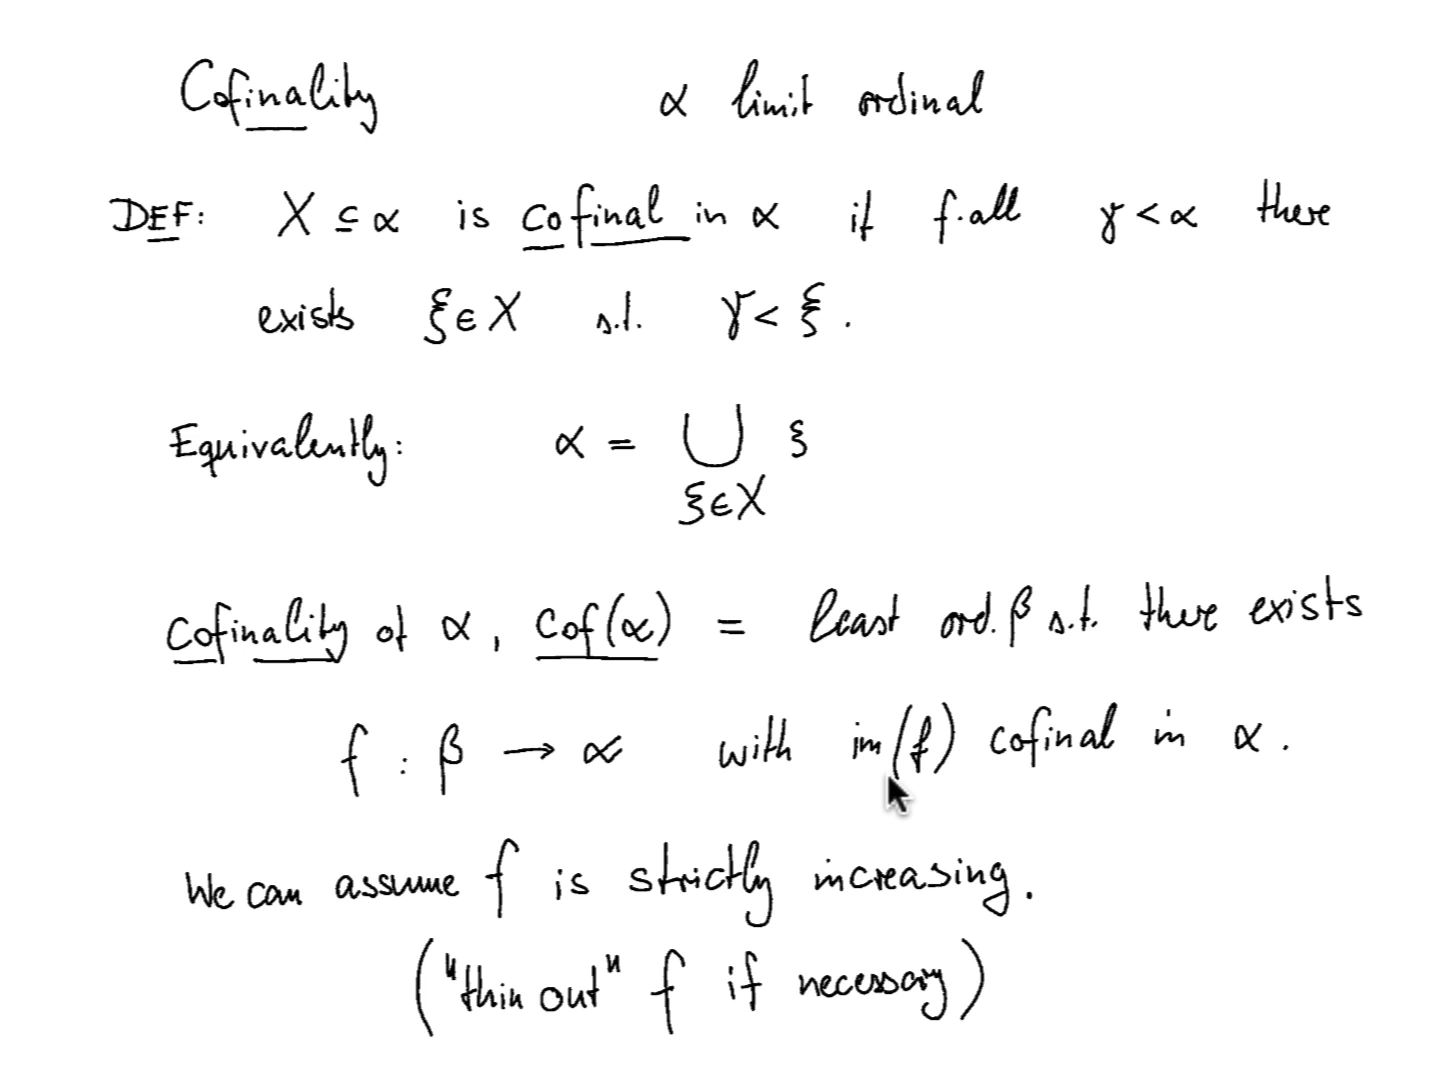 Cofinality α limit ordinal
DEF: X ⊆ α is cofinal in α if f.all γ < α there
exists ξ ∈ X s.t. γ < ξ.
Equivalently: α = ⋃ ξ
ξ ∈ X
Cofinality of α, Cof(α) = least ord. β s.t. there exists
f : β → α with im(f) cofinal in α.
We can assume f is strictly increasing.
("thin out" f if necessary)